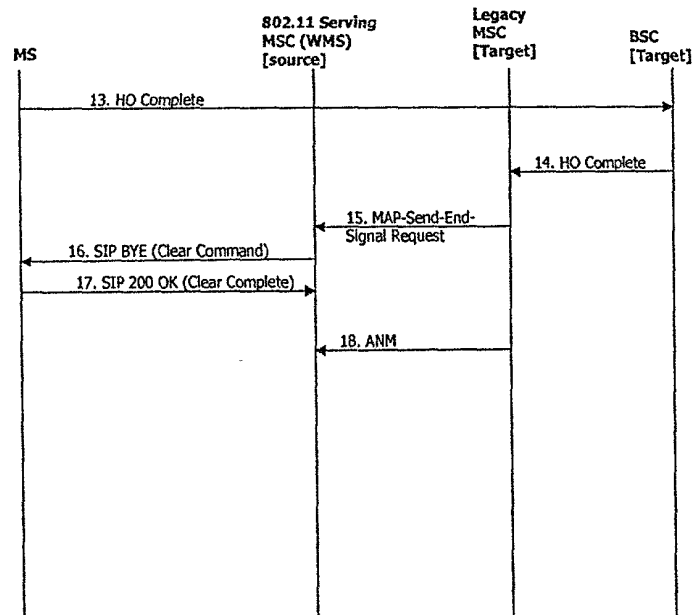 MS
802.11 Serving
MSC (WMS)
[source]
Legacy
MSC
[Target]
BSC
[Target]
13. HO Complete
14. HO Complete
15. MAP-Send-End-
Signal Request
16. SIP BYE (Clear Command)
17. SIP 200 OK (Clear Complete)
18. ANM